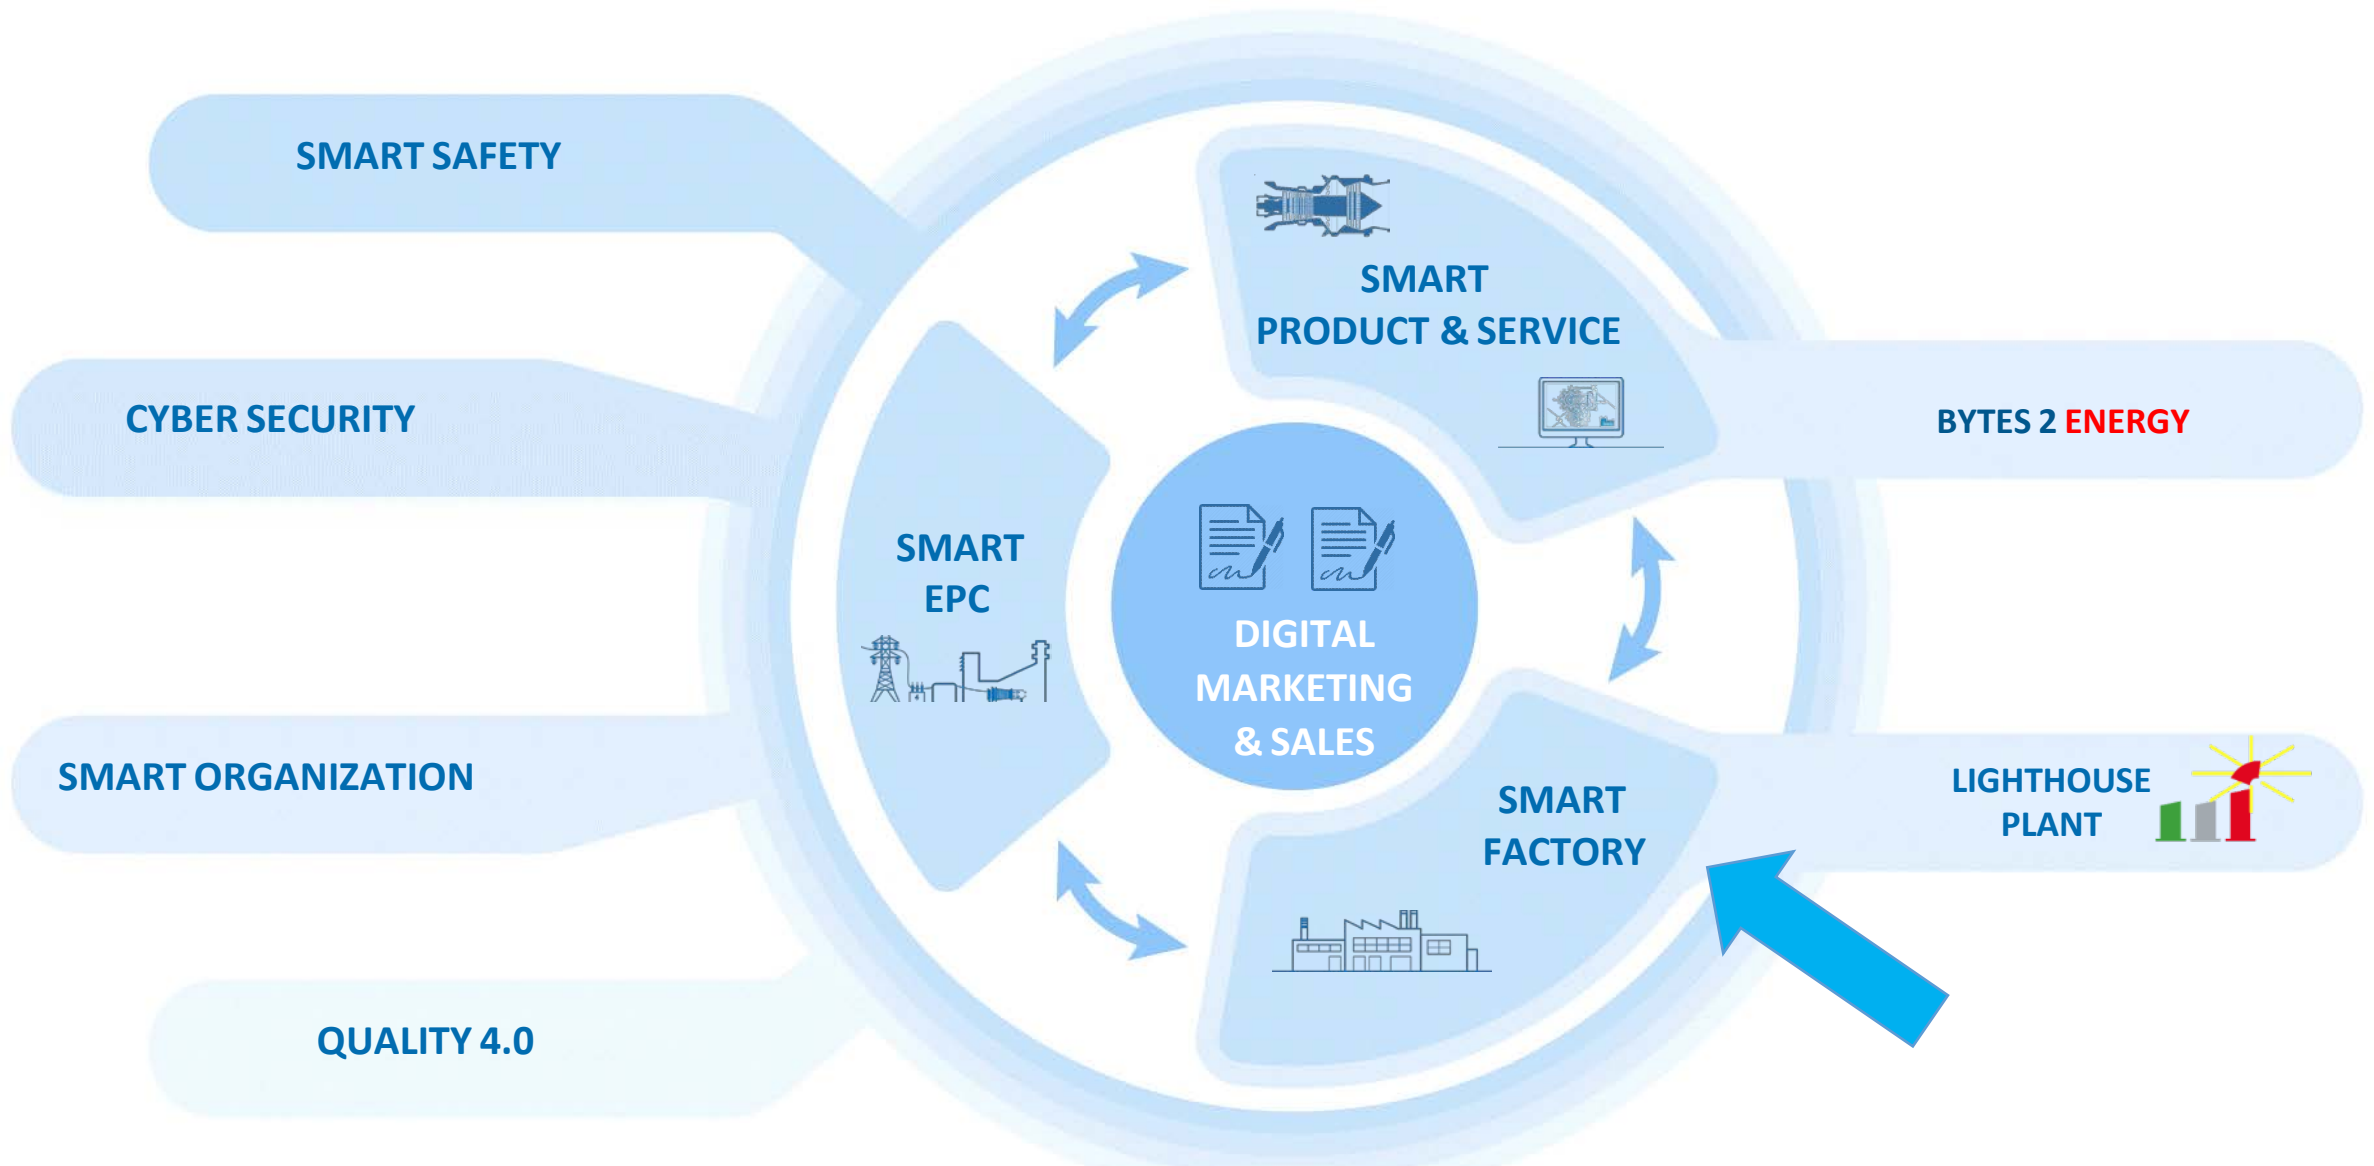 SMART SAFETY
CYBER SECURITY
SMART ORGANIZATION
QUALITY 4.0
SMART
EPC
SMART
PRODUCT & SERVICE
DIGITAL
MARKETING
& SALES
SMART
FACTORY
BYTES 2 ENERGY
LIGHTHOUSE
PLANT